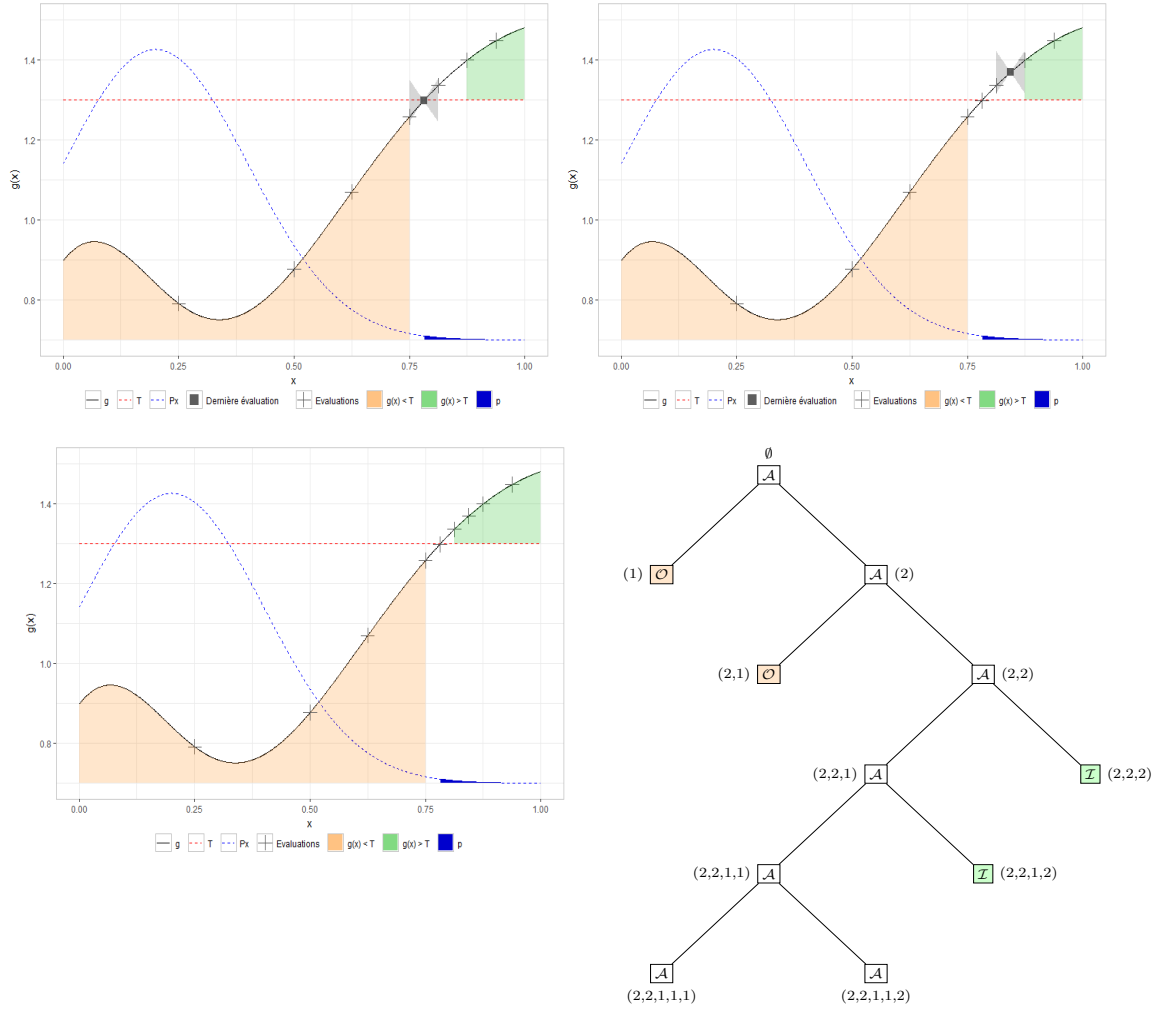 1.4
1.2
1.0
0.8
g(x)
0.00 0.25 0.50 0.75 1.00
x
g T Px Dernière évaluation Evaluations g(x) < T g(x) > T p
1.4
1.2
1.0
0.8
g(x)
0.00 0.25 0.50 0.75 1.00
x
g T Px Dernière évaluation Evaluations g(x) < T g(x) > T p
1.4
1.2
1.0
0.8
g(x)
0.00 0.25 0.50 0.75 1.00
x
g T Px Evaluations g(x) < T g(x) > T p
∅
𝒜
(1) 𝒪 𝒜 (2)
(2,1) 𝒪 𝒜 (2,2)
(2,2,1) 𝒜 ℐ (2,2,2)
(2,2,1,1) 𝒜 ℐ (2,2,1,2)
𝒜 𝒜
(2,2,1,1,1) (2,2,1,1,2)